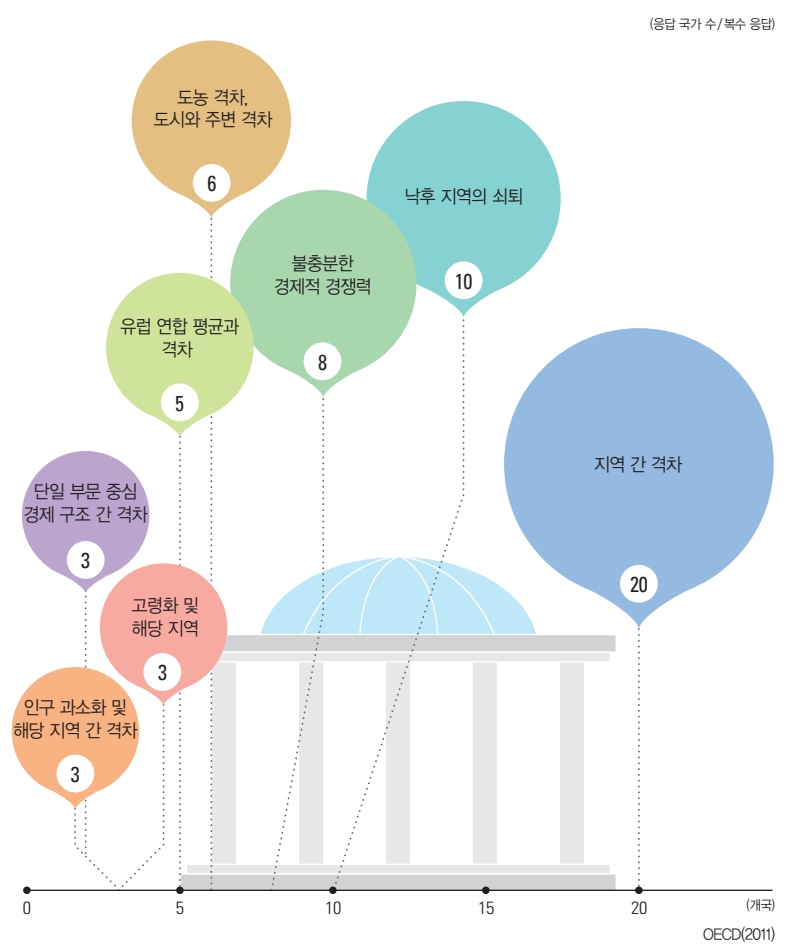 (응답 국가 수/복수 응답)
도농 격차,
도시와 주변 격차
6
낙후 지역의 쇠퇴
10
불충분한
경제적 경쟁력
8
유럽 연합 평균과
격차
5
지역 간 격차
20
단일 부문 중심
경제 구조 간 격차
3
고령화 및
해당 지역
3
인구 과소화 및
해당 지역 간 격차
3
0 5 10 15 20 (개국)
OECD(2011)